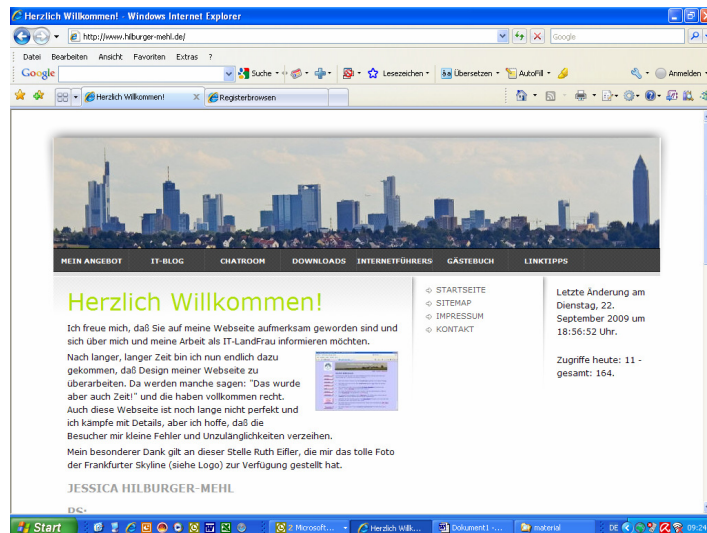 Herzlich Willkommen! - Windows Internet Explorer
http://www.hilburger-mehl.de/
Google
Datei Bearbeiten Ansicht Favoriten Extras ?
Google Suche Lesezeichen Übersetzen AutoFill Anmelden
Herzlich Willkommen! X Registerbrowsen
MEIN ANGEBOT IT-BLOG CHATROOM DOWNLOADS INTERNETFÜHRERS GÄSTEBUCH LINKTIPPS
Herzlich Willkommen!
Ich freue mich, daß Sie auf meine Webseite aufmerksam geworden sind und
sich über mich und meine Arbeit als IT-LandFrau informieren möchten.
Nach langer, langer Zeit bin ich nun endlich dazu
gekommen, daß Design meiner Webseite zu
überarbeiten. Da werden manche sagen: "Das wurde
aber auch Zeit!" und die haben vollkommen recht.
Auch diese Webseite ist noch lange nicht perfekt und
ich kämpfe mit Details, aber ich hoffe, daß die
Besucher mir kleine Fehler und Unzulänglichkeiten verzeihen.
Mein besonderer Dank gilt an dieser Stelle Ruth Eifler, die mir das tolle Foto
der Frankfurter Skyline (siehe Logo) zur Verfügung gestellt hat.
JESSICA HILBURGER-MEHL
PS:
STARTSEITE
SITEMAP
IMPRESSUM
KONTAKT
Letzte Änderung am
Dienstag, 22.
September 2009 um
18:56:52 Uhr.
Zugriffe heute: 11 -
gesamt: 164.
Start 2 Microsoft... Herzlich Willk... Dokument1 -... material DE 09:24